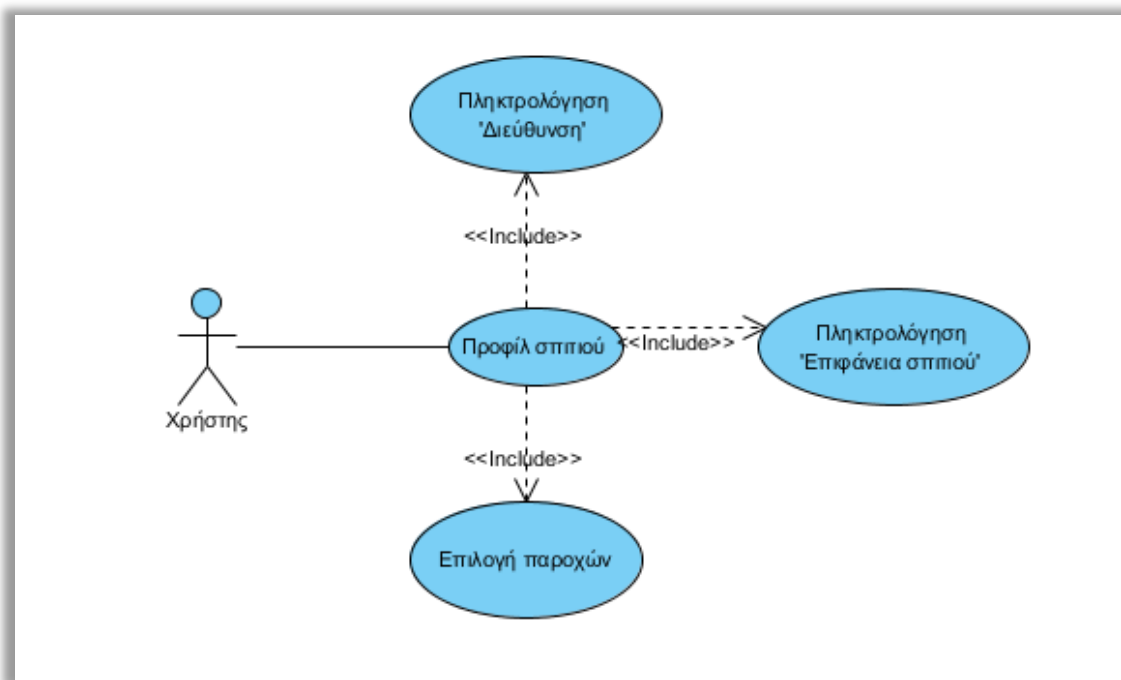 Πληκτρολόγηση
'Διεύθυνση'
<<Include>>
Προφίλ σπιτιού
<<Include>>
Πληκτρολόγηση
'Επιφάνεια σπιτιού'
Χρήστης
<<Include>>
Επιλογή παροχών